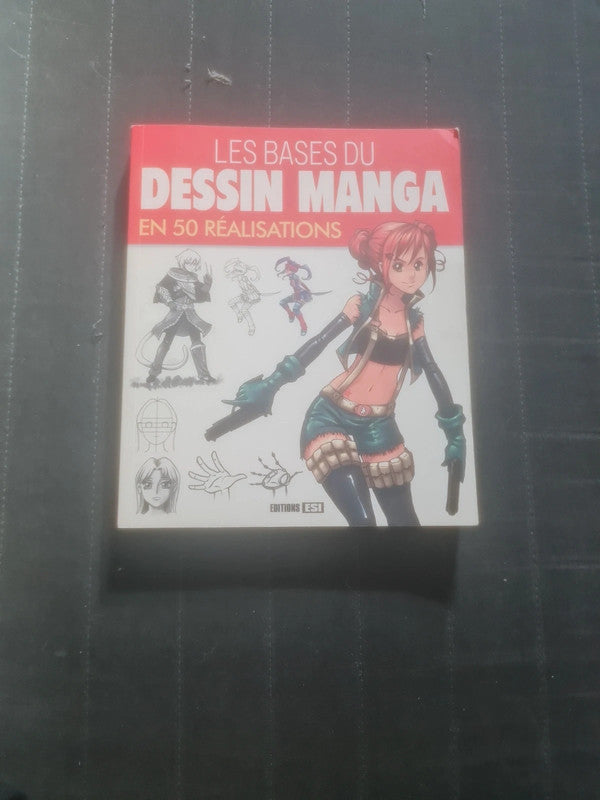 LES BASES DU
DESSIN MANGA
EN 50 RÉALISATIONS
EDITIONS ESI